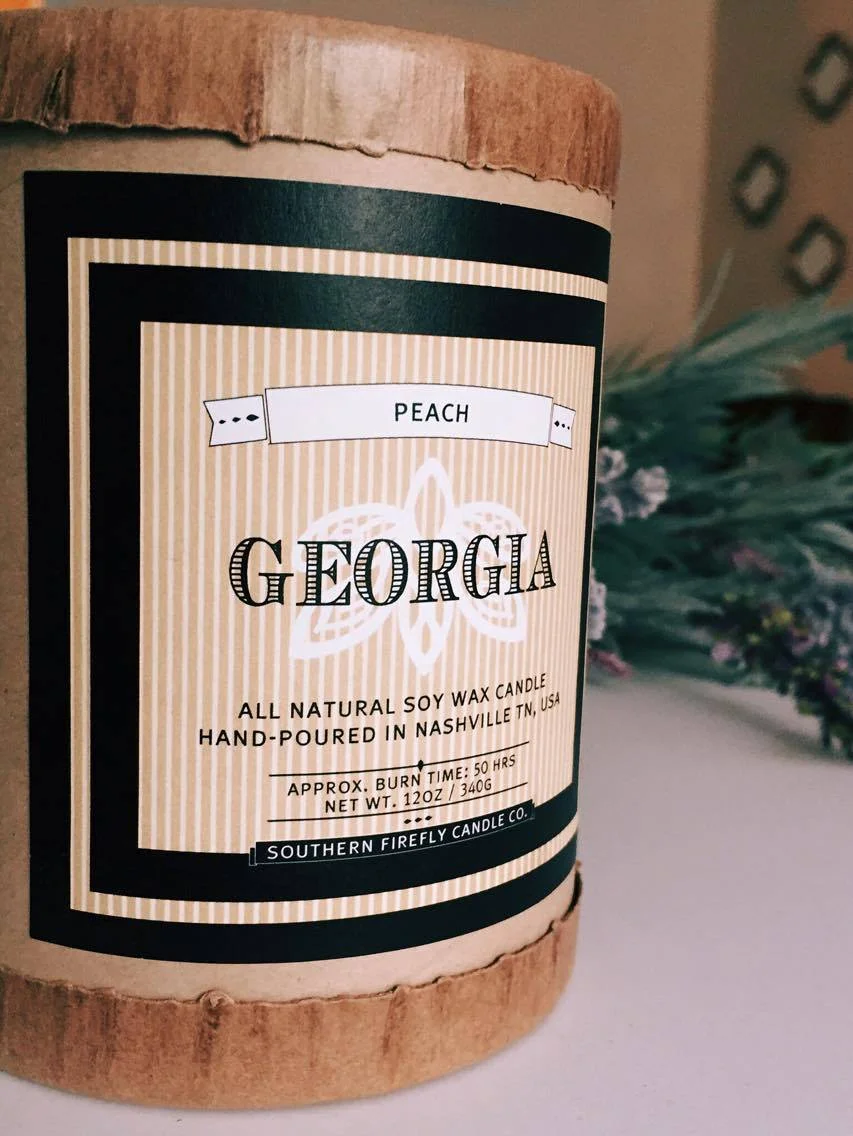 PEACH
GEORGIA
ALL NATURAL SOY WAX CANDLE
HAND-POURED IN NASHVILLE TN, USA
APPROX. BURN TIME: 50 HRS
NET WT. 12OZ / 340G
SOUTHERN FIREFLY CANDLE CO.